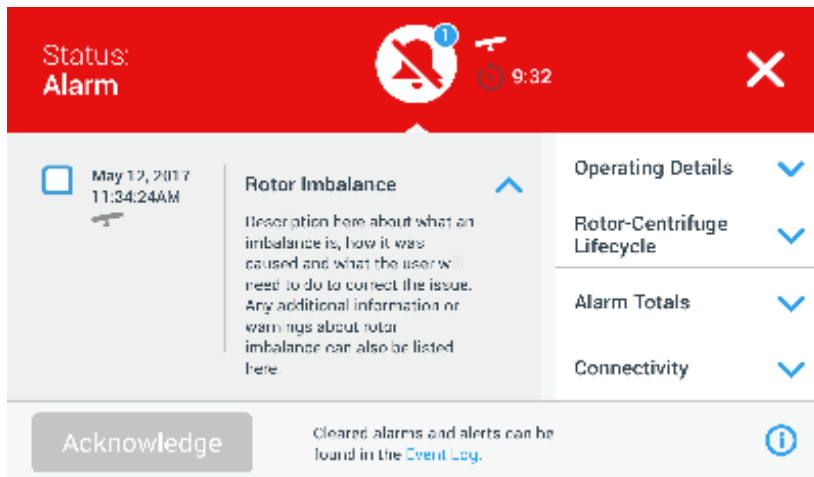 Status:
Alarm
1
9:32
May 12, 2017
11:34:24AM
Rotor Imbalance
Description here about what an
imbalance is, how it was
caused and what the user will
need to do to correct the issue.
Any additional information or
warnings about rotor
imbalance can also be listed
here.
Operating Details
Rotor-Centrifuge
Lifecycle
Alarm Totals
Connectivity
Acknowledge
Cleared alarms and alerts can be
found in the Event Log.